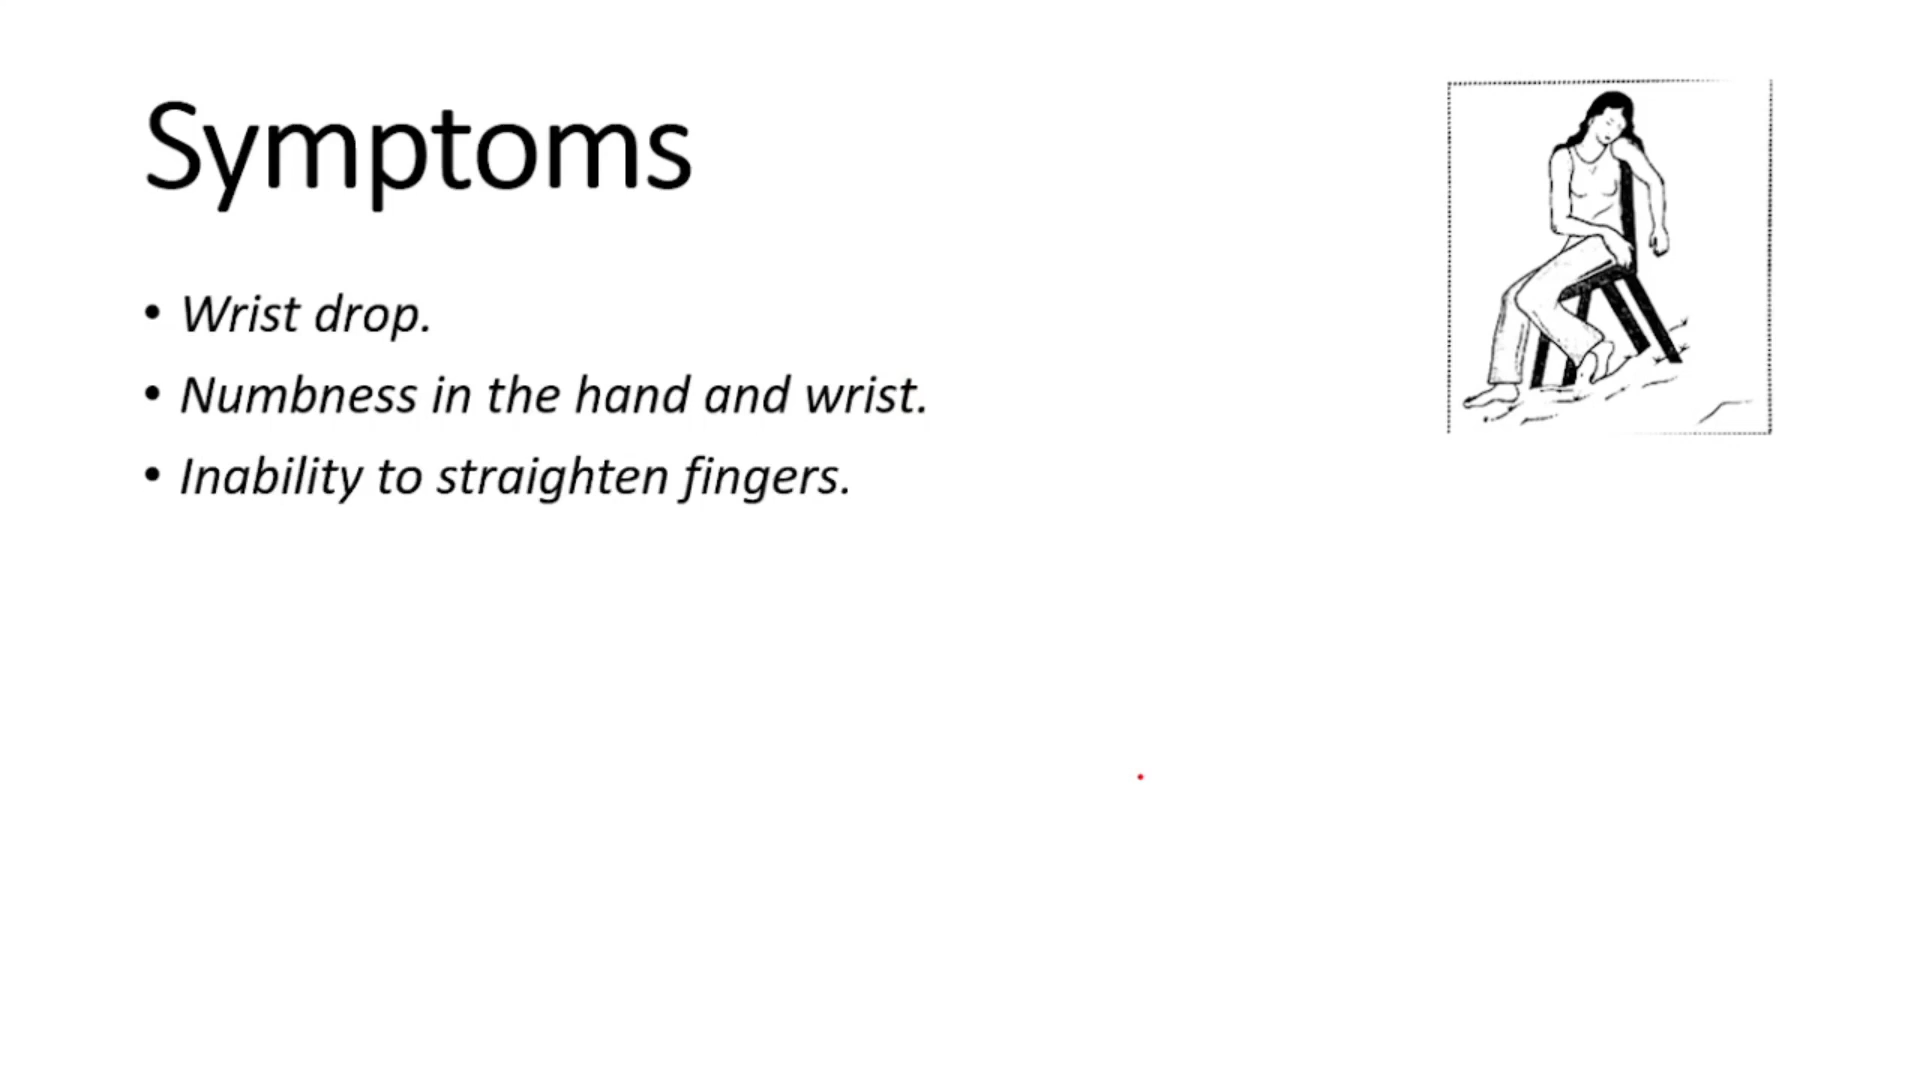 Symptoms
• Wrist drop.
• Numbness in the hand and wrist.
• Inability to straighten fingers.